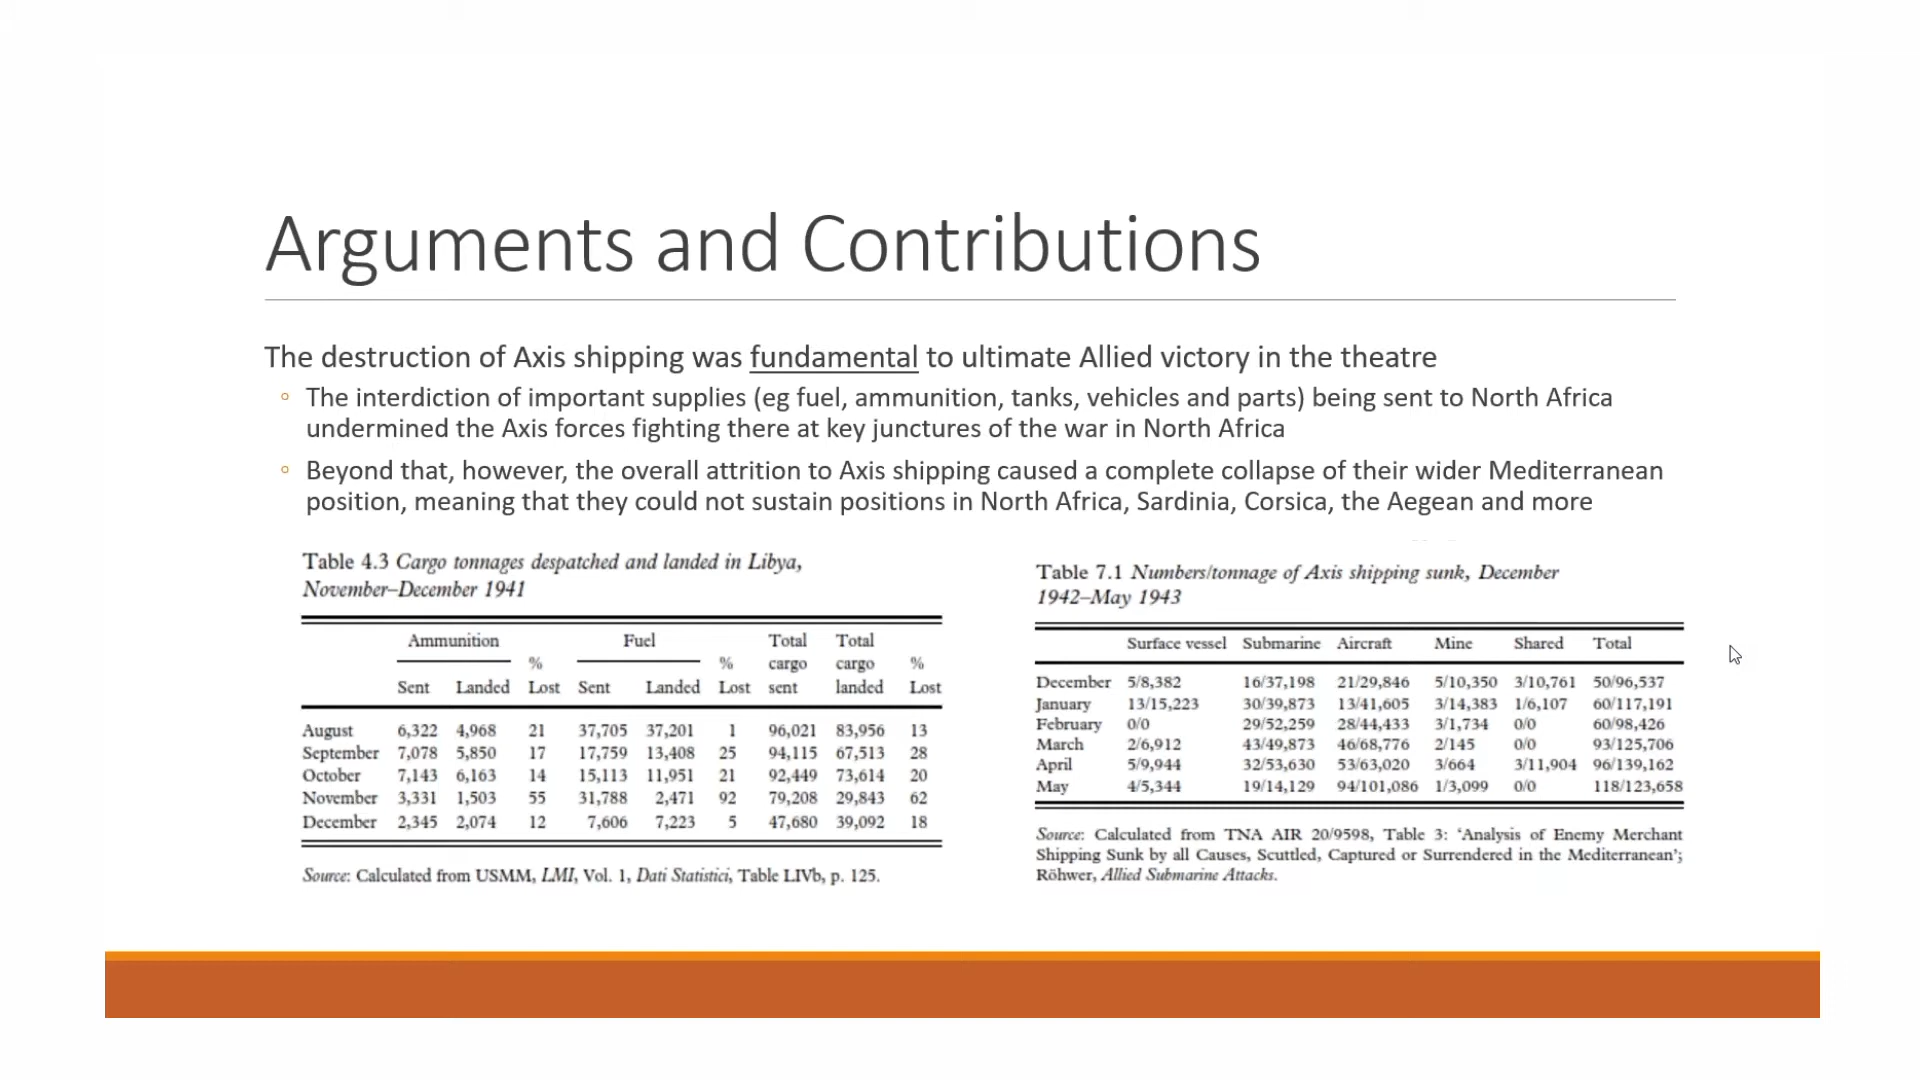 Arguments and Contributions
The destruction of Axis shipping was fundamental to ultimate Allied victory in the theatre
◦ The interdiction of important supplies (eg fuel, ammunition, tanks, vehicles and parts) being sent to North Africa
undermined the Axis forces fighting there at key junctures of the war in North Africa
◦ Beyond that, however, the overall attrition to Axis shipping caused a complete collapse of their wider Mediterranean
position, meaning that they could not sustain positions in North Africa, Sardinia, Corsica, the Aegean and more
Table 4.3 Cargo tonnages despatched and landed in Libya,
November–December 1941
Ammunition Fuel Total Total
% % cargo cargo %
Sent Landed Lost Sent Landed Lost sent landed Lost
August 6,322 4,968 21 37,705 37,201 1 96,021 83,956 13
September 7,078 5,850 17 17,759 13,408 25 94,115 67,513 28
October 7,143 6,163 14 15,113 11,951 21 92,449 73,614 20
November 3,331 1,503 55 31,788 2,471 92 79,208 29,843 62
December 2,345 2,074 12 7,606 7,223 5 47,680 39,092 18
Source: Calculated from USMM, LMI, Vol. 1, Dati Statistici, Table LIVb, p. 125.
Table 7.1 Numbers/tonnage of Axis shipping sunk, December
1942–May 1943
Surface vessel Submarine Aircraft Mine Shared Total
December 5/8,382 16/37,198 21/29,846 5/10,350 3/10,761 50/96,537
January 13/15,223 30/39,873 13/41,605 3/14,383 1/6,107 60/117,191
February 0/0 29/52,259 28/44,433 3/1,734 0/0 60/98,426
March 2/6,912 43/49,873 46/68,776 2/145 0/0 93/125,706
April 5/9,944 32/53,630 53/63,020 3/664 3/11,904 96/139,162
May 4/5,344 19/14,129 94/101,086 1/3,099 0/0 118/123,658
Source: Calculated from TNA AIR 20/9598, Table 3: ‘Analysis of Enemy Merchant
Shipping Sunk by all Causes, Scuttled, Captured or Surrendered in the Mediterranean’;
Röhwer, Allied Submarine Attacks.